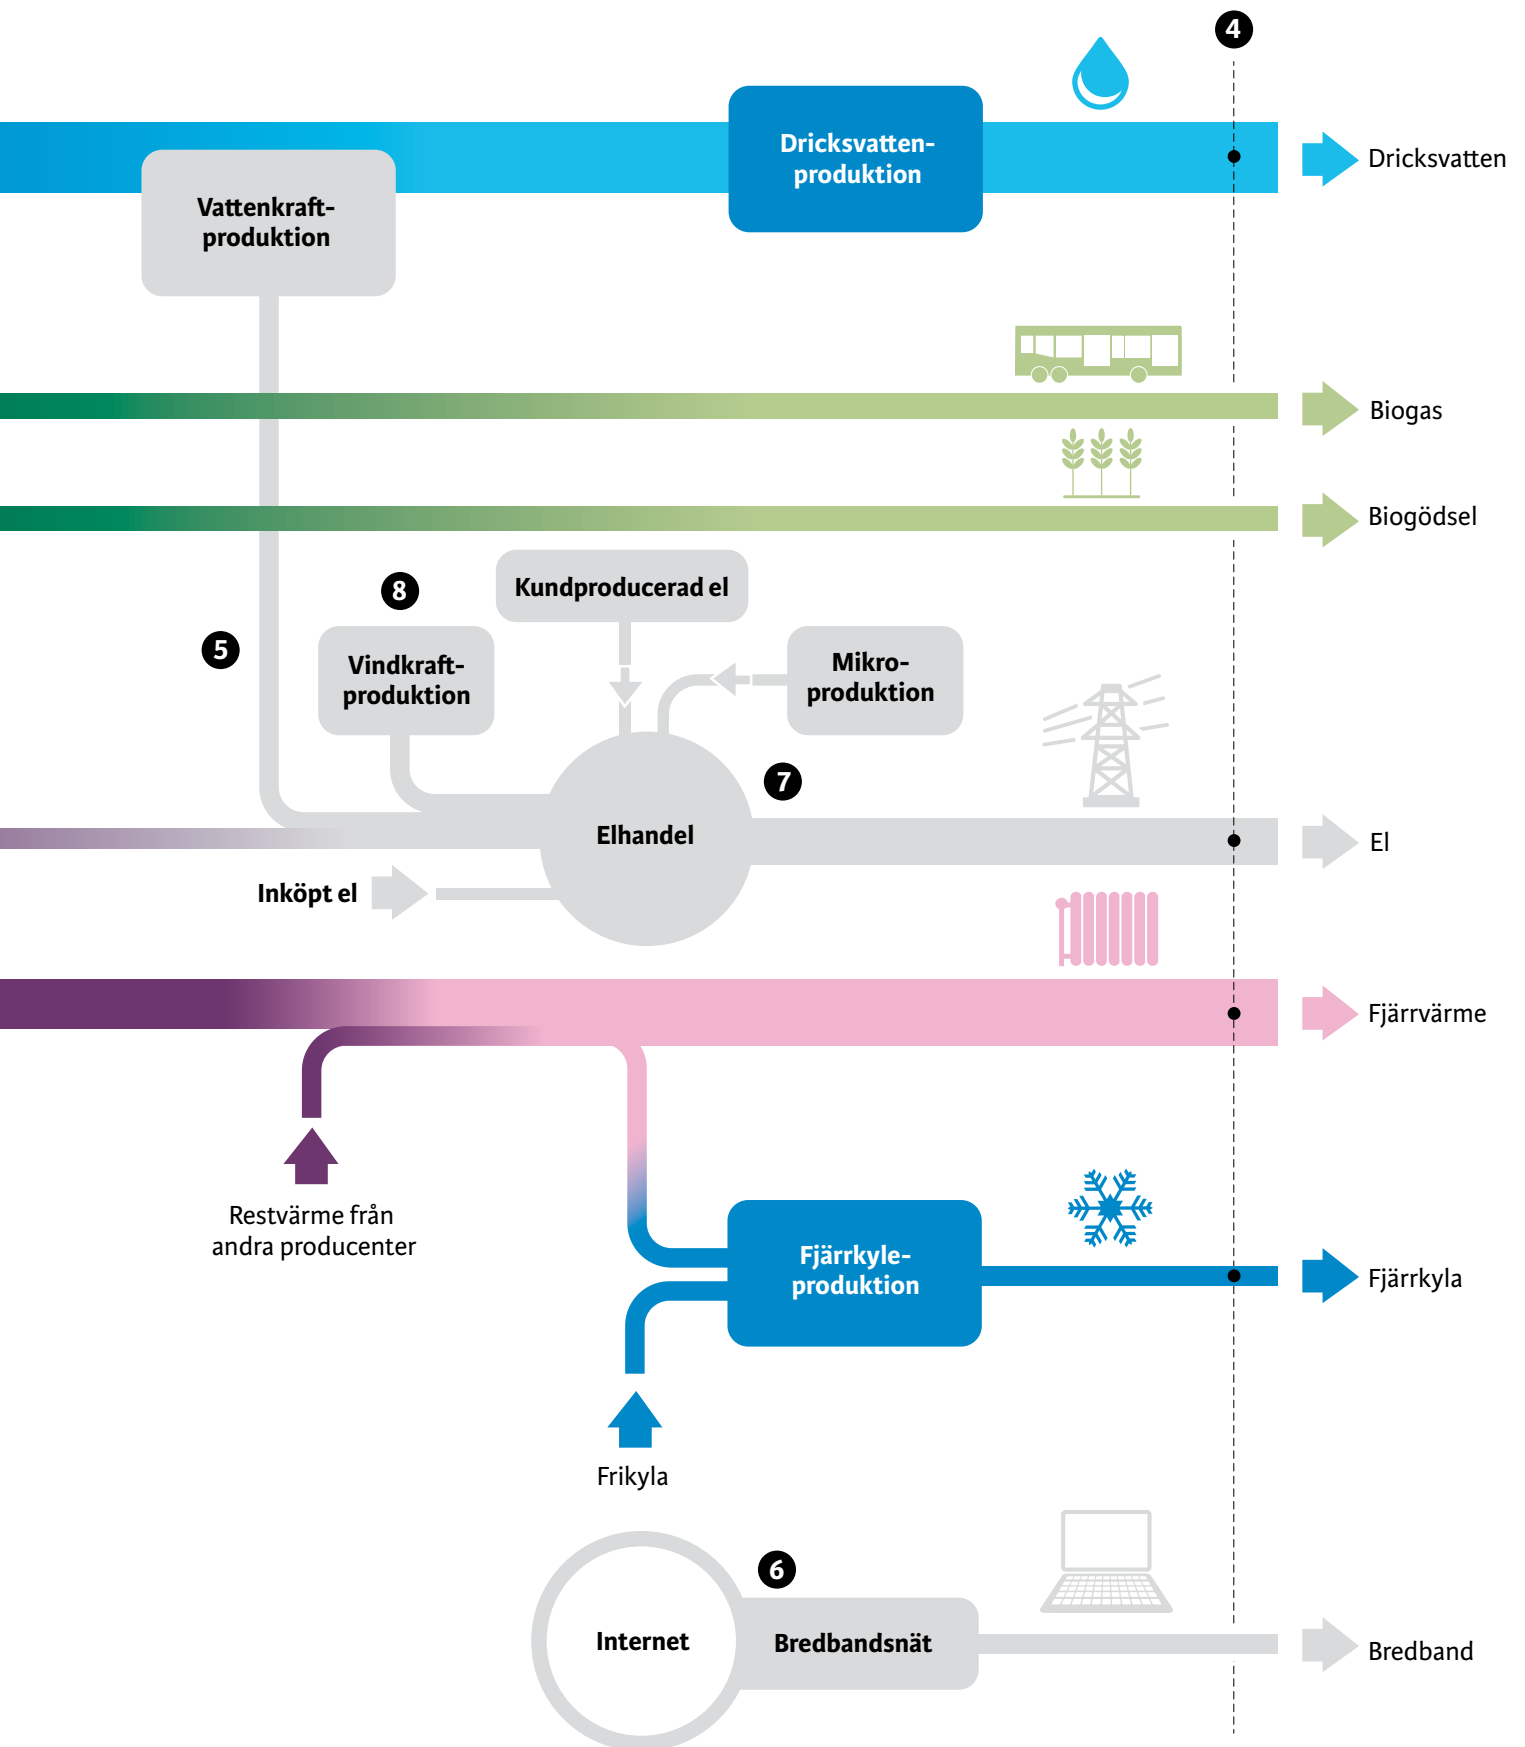 4
Dricksvatten-
produktion
Dricksvatten
Vattenkraft-
produktion
Biogas
Biogödsel
8
Kundproducerad el
5
Vindkraft-
produktion
Mikro-
produktion
7
Elhandel
El
Inköpt el
Fjärrvärme
Restvärme från
andra producenter
Fjärrkyle-
produktion
Fjärrkyla
Frikyla
6
Internet
Bredbandsnät
Bredband